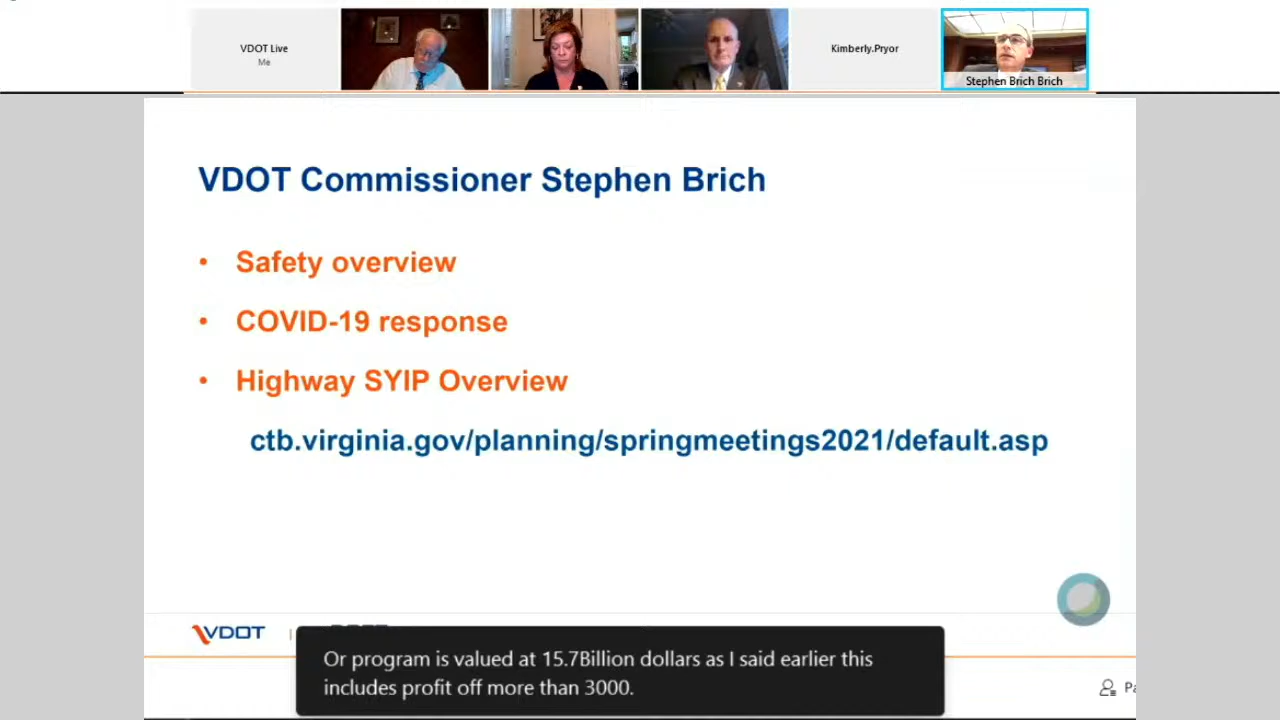 VDOT Live
Me
Kimberly.Pryor
Stephen Brich Brich
VDOT Commissioner Stephen Brich
• Safety overview
• COVID-19 response
• Highway SYIP Overview
ctb.virginia.gov/planning/springmeetings2021/default.asp
VDOT
Or program is valued at 15.7Billion dollars as I said earlier this
includes profit off more than 3000.
Pa